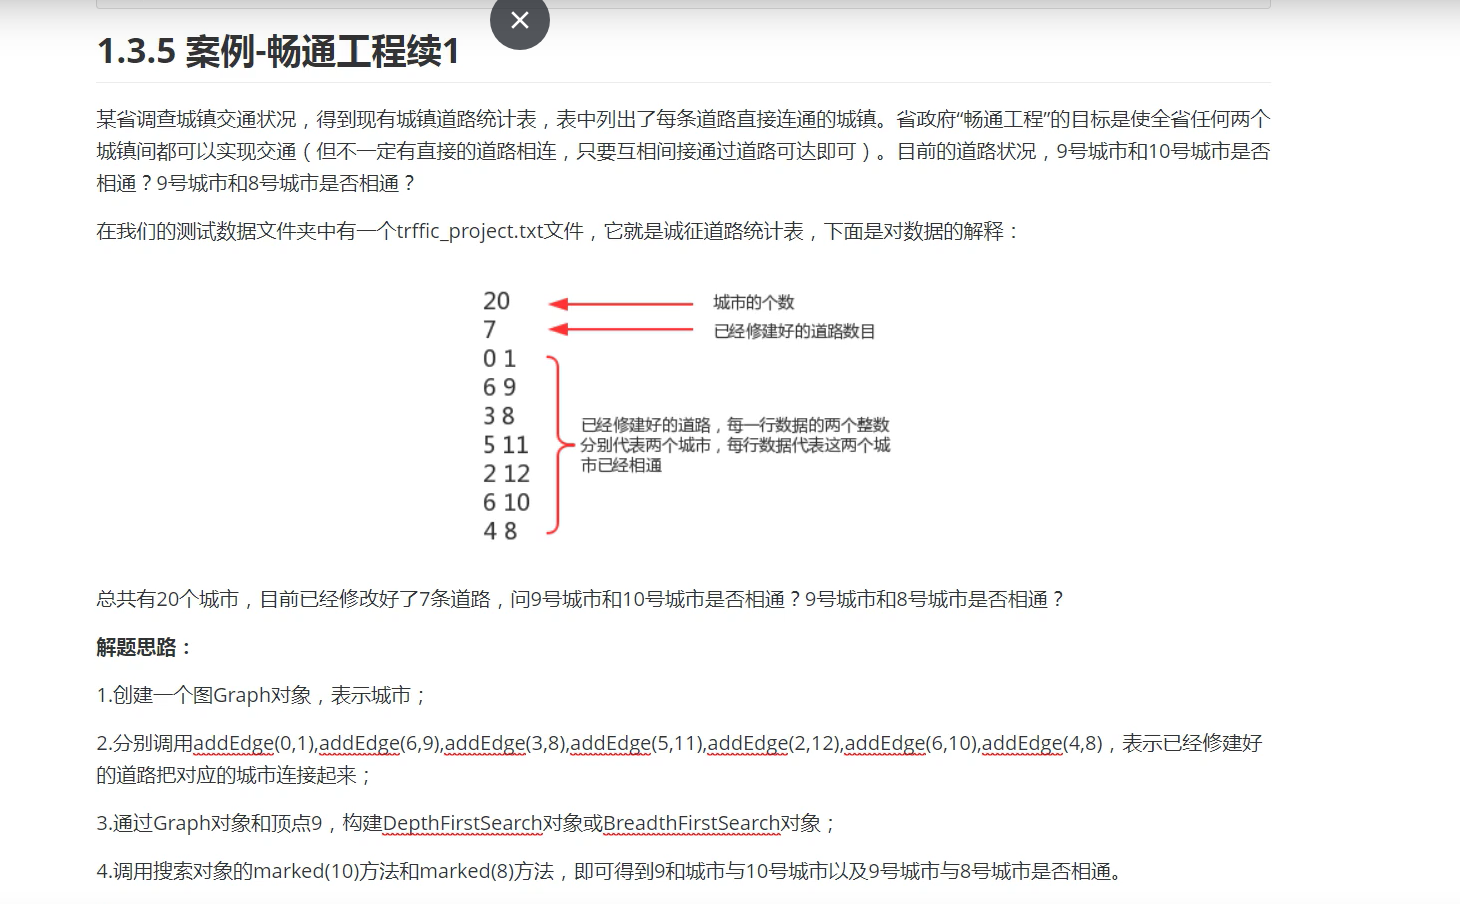 1.3.5 案例-畅通工程续1
某省调查城镇交通状况，得到现有城镇道路统计表，表中列出了每条道路直接连通的城镇。省政府“畅通工程”的目标是使全省任何两个
城镇间都可以实现交通（但不一定有直接的道路相连，只要互相间接通过道路可达即可）。目前的道路状况，9号城市和10号城市是否
相通？9号城市和8号城市是否相通？
在我们的测试数据文件夹中有一个trffic_project.txt文件，它就是诚征道路统计表，下面是对数据的解释：
20 城市的个数
7 已经修建好的道路数目
0 1
6 9
3 8
5 11
2 12
6 10
4 8
已经修建好的道路，每一行数据的两个整数
分别代表两个城市，每行数据代表这两个城
市已经相通
总共有20个城市，目前已经修改好了7条道路，问9号城市和10号城市是否相通？9号城市和8号城市是否相通？
解题思路：
1.创建一个图Graph对象，表示城市；
2.分别调用addEdge(0,1),addEdge(6,9),addEdge(3,8),addEdge(5,11),addEdge(2,12),addEdge(6,10),addEdge(4,8)，表示已经修建好
的道路把对应的城市连接起来；
3.通过Graph对象和顶点9，构建DepthFirstSearch对象或BreadthFirstSearch对象；
4.调用搜索对象的marked(10)方法和marked(8)方法，即可得到9和城市与10号城市以及9号城市与8号城市是否相通。